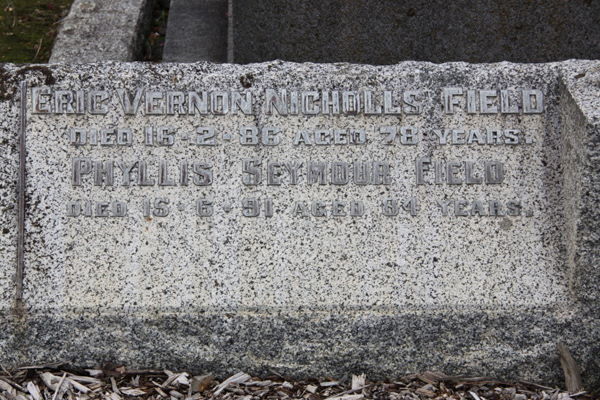 ERIC VERNON NICHOLLS FIELD
DIED 16·2·86 AGED 78 YEARS.
PHYLLIS SEYMOUR FIELD
DIED 15·6·91 AGED 84 YEARS.